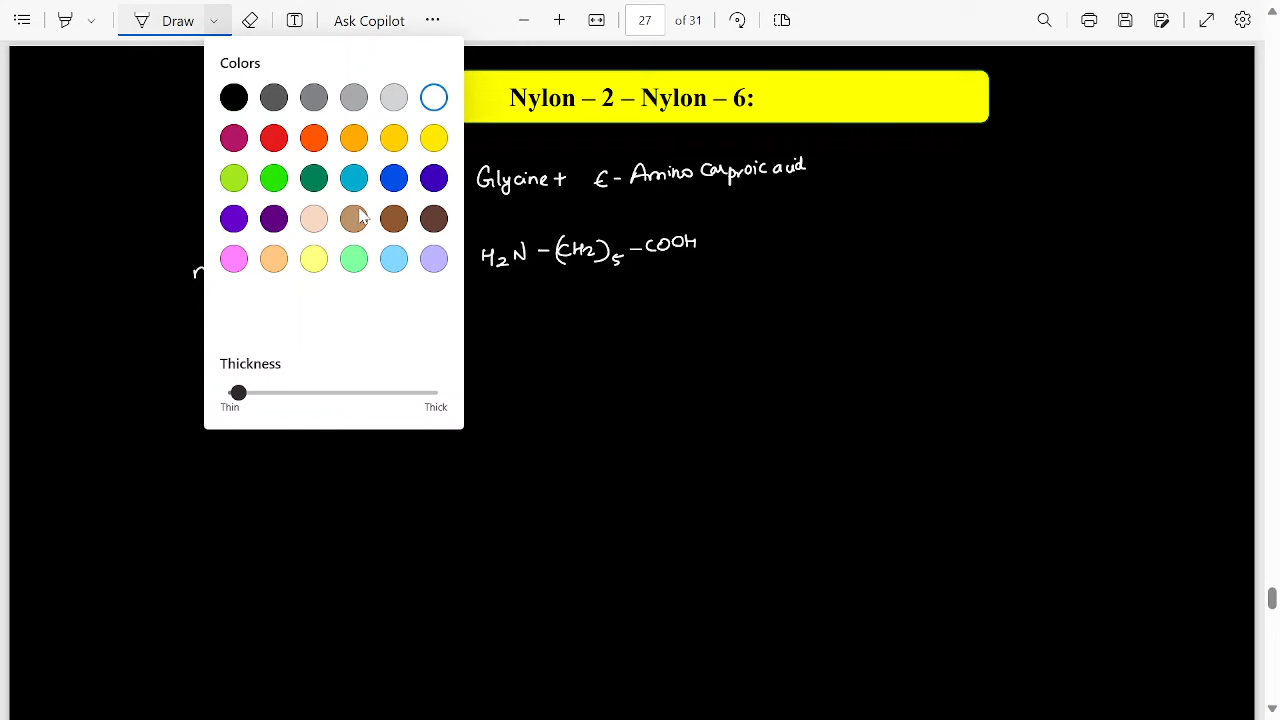 Draw Ask Copilot 27 of 31
Colors
Nylon – 2 – Nylon – 6:
Glycine + ε - Amino Caproic acid
H2N - (CH2)5 - COOH
n
Thickness
Thin Thick